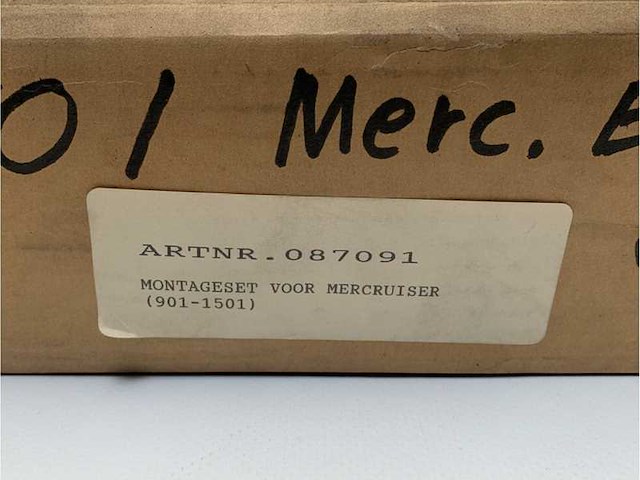 01 Merc.
ARTNR.087091
MONTAGESET VOOR MERCRUISER
(901-1501)